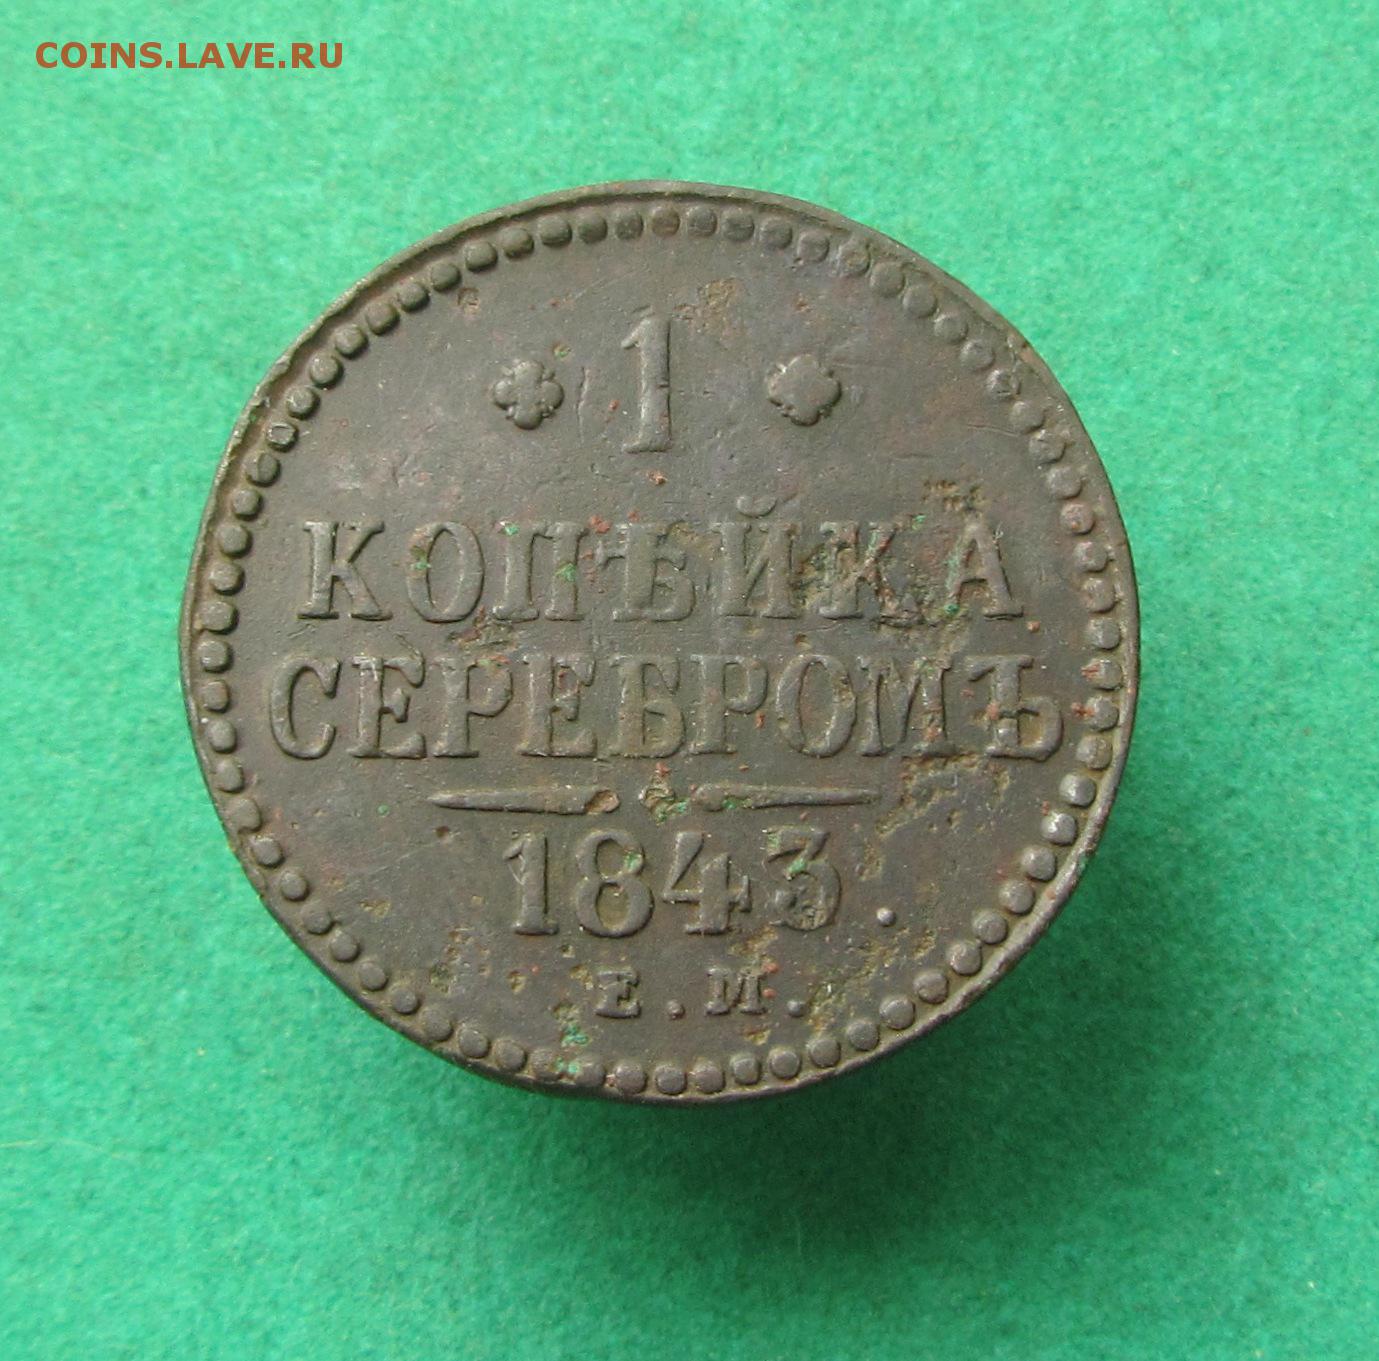 COINS.LAVE.RU
1
КОПѢЙКА
СЕРЕБРОМЪ
1843.
Е.М.